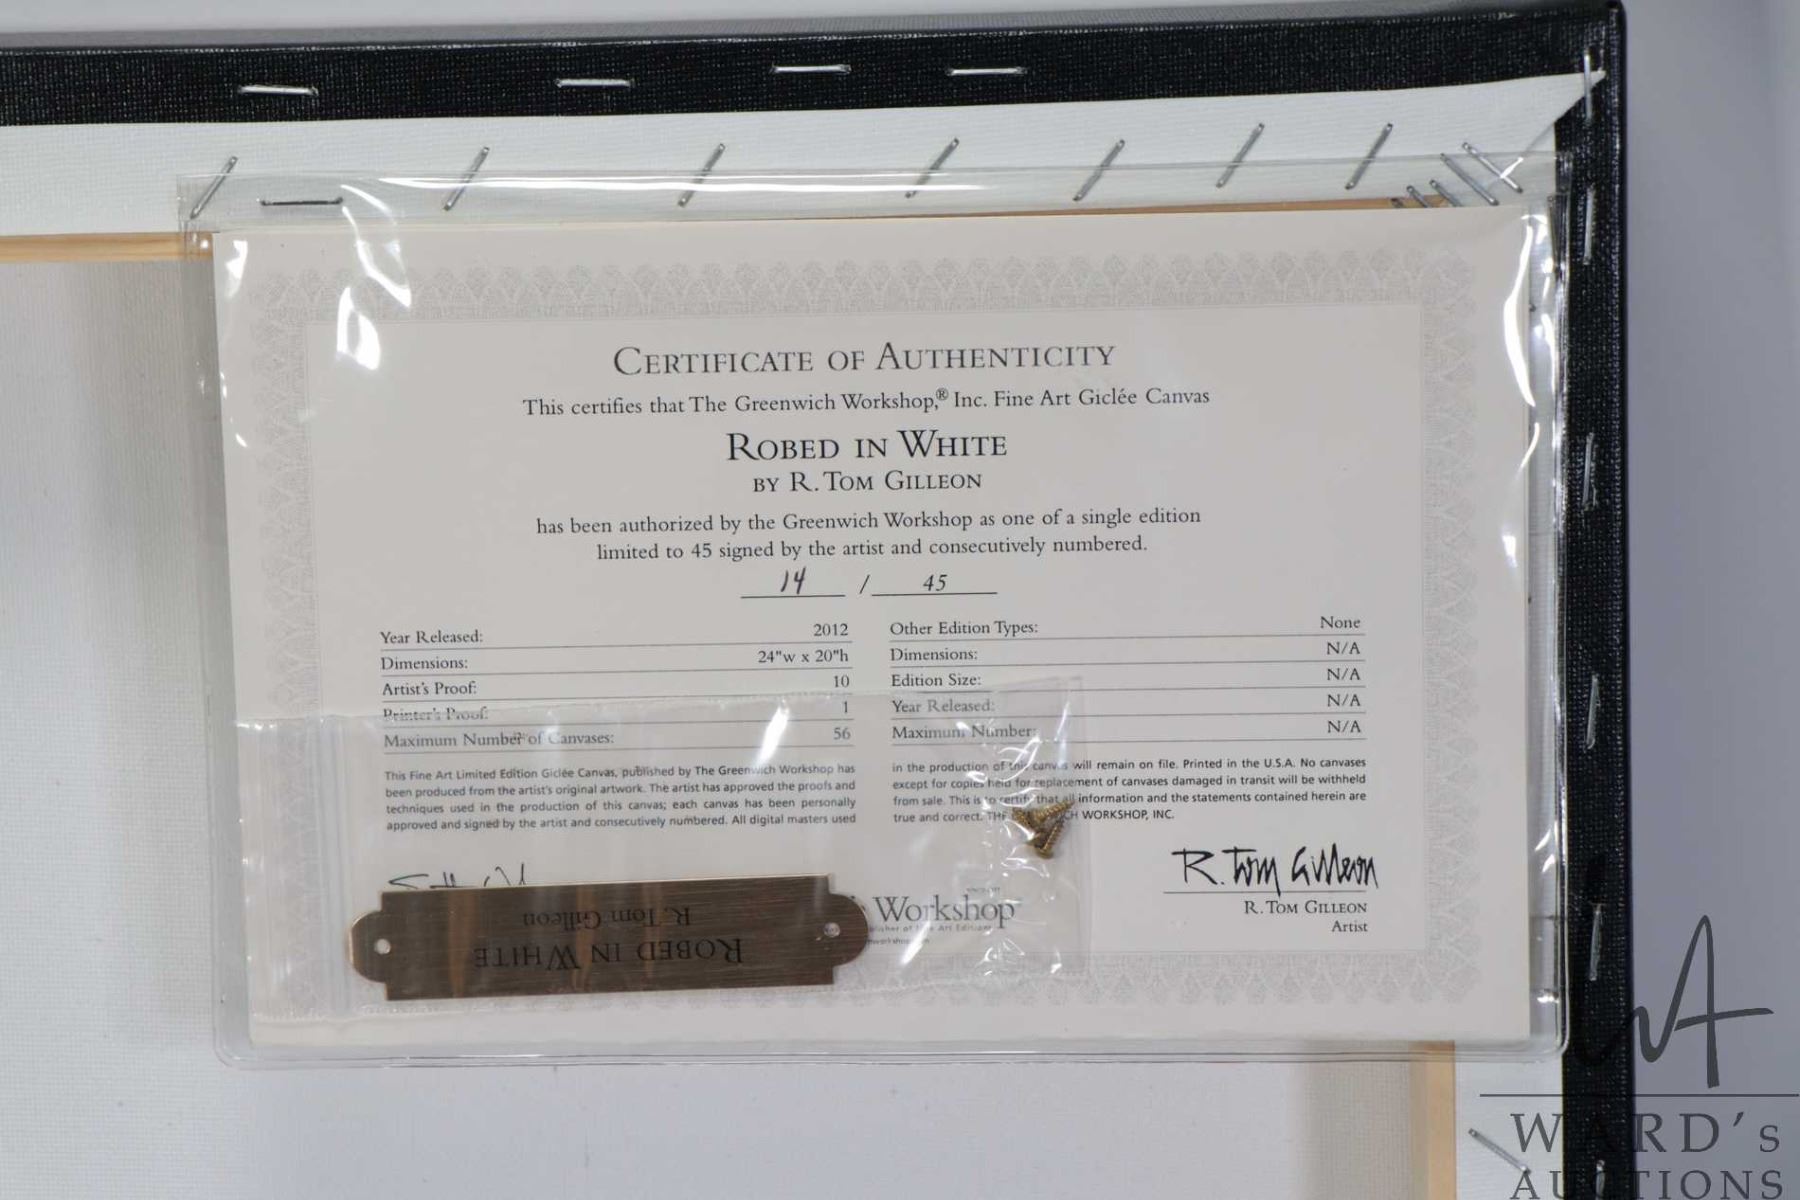 CERTIFICATE OF AUTHENTICITY
This certifies that The Greenwich Workshop,® Inc. Fine Art Giclée Canvas
ROBED IN WHITE
BY R. TOM GILLEON
has been authorized by the Greenwich Workshop as one of a single edition
limited to 45 signed by the artist and consecutively numbered.
14 / 45
Year Released: 2012
Dimensions: 24"w x 20"h
Artist's Proof: 10
Printer's Proof: 1
Maximum Number of Canvases: 56
Other Edition Types: None
Dimensions: N/A
Edition Size: N/A
Year Released: N/A
Maximum Number: N/A
This Fine Art Limited Edition Giclée Canvas, published by The Greenwich Workshop has
been produced from the artist's original artwork. The artist has approved the proofs and
techniques used in the production of this canvas; each canvas has been personally
approved and signed by the artist and consecutively numbered. All digital masters used
in the production of this canvas will remain on file. Printed in the U.S.A. No canvases
except for copies held for replacement of canvases damaged in transit will be withheld
from sale. This is to certify that all information and the statements contained herein are
true and correct. THE WORKSHOP, INC.
R. Tom Gilleon
R. TOM GILLEON
Artist
Workshop
of Fine Art Editions
ROBED IN WHITE
R. Tom Gilleon
WARD'S
AUCTIONS